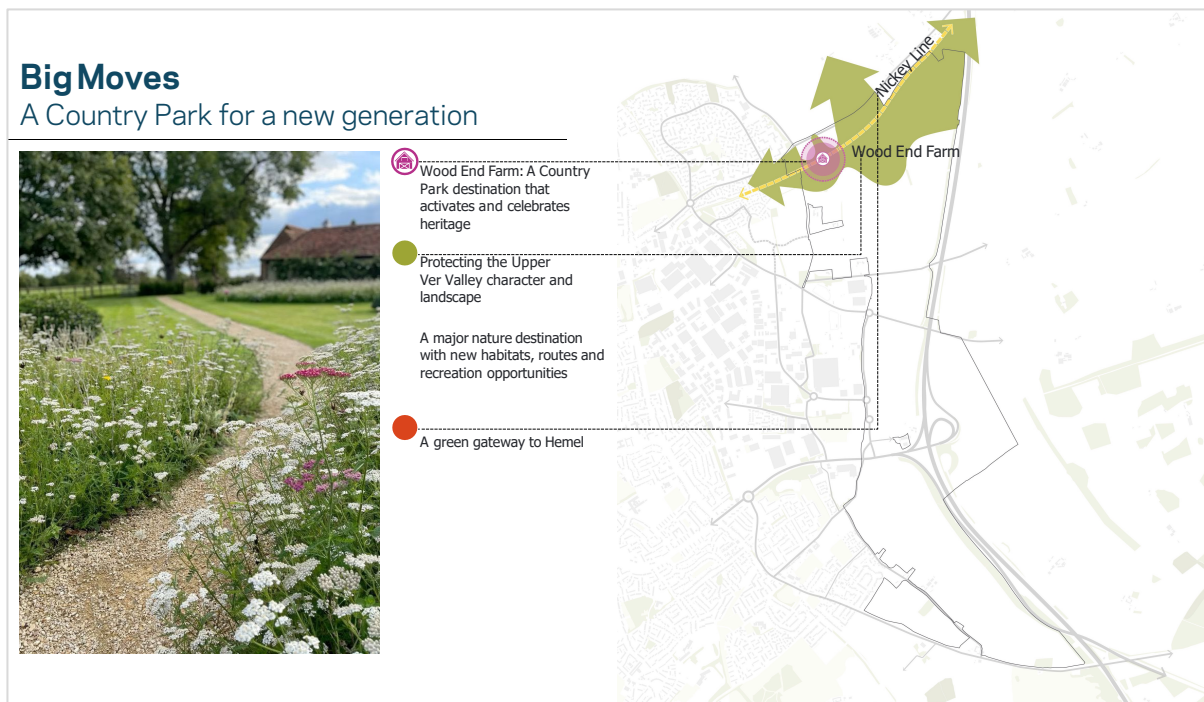 Big Moves
A Country Park for a new generation
Wood End Farm: A Country
Park destination that
activates and celebrates
heritage
Protecting the Upper
Ver Valley character and
landscape
A major nature destination
with new habitats, routes and
recreation opportunities
A green gateway to Hemel
Nickey Line
Wood End Farm